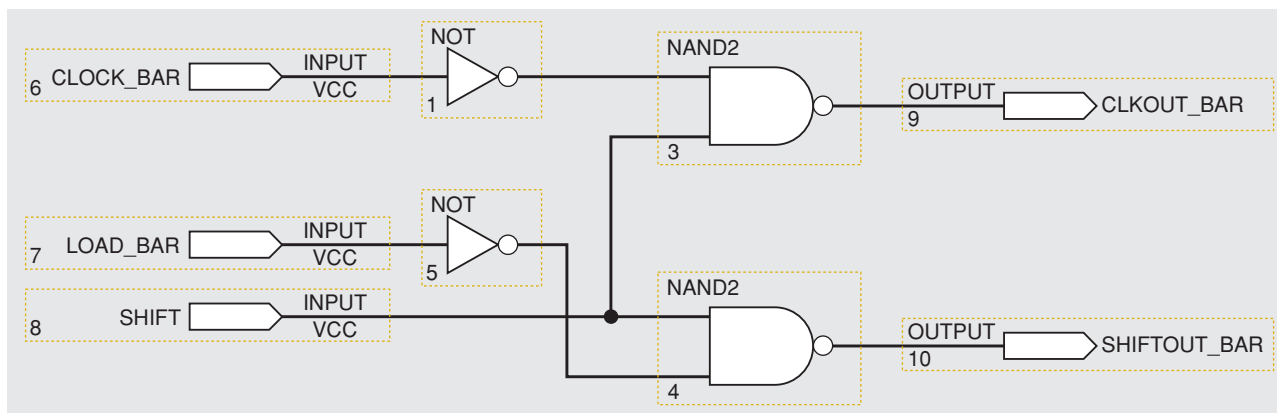 NOT
NAND2
6 CLOCK_BAR INPUT
VCC
1
OUTPUT
CLKOUT_BAR
9
3
NOT
7 LOAD_BAR INPUT
VCC
5
NAND2
8 SHIFT INPUT
VCC
OUTPUT
SHIFTOUT_BAR
10
4